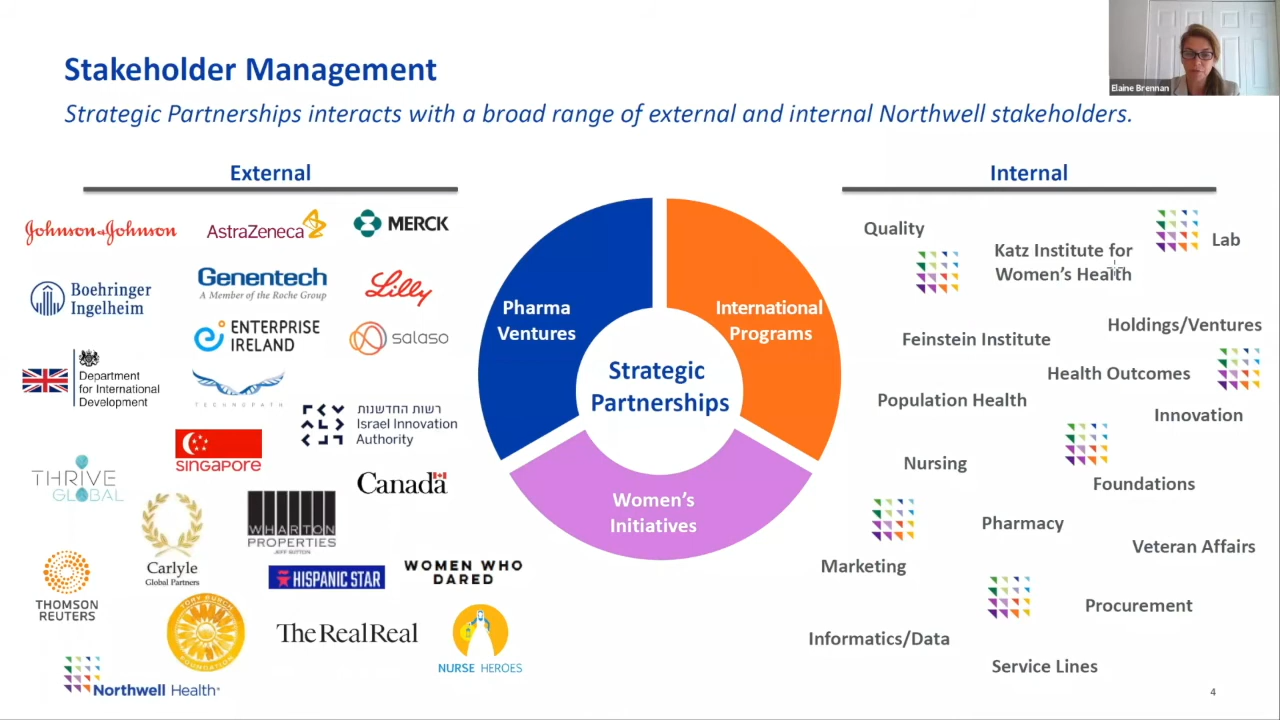 Stakeholder Management
Elaine Brennan
Strategic Partnerships interacts with a broad range of external and internal Northwell stakeholders.
External
Johnson & Johnson
AstraZeneca
MERCK
Boehringer
Ingelheim
Genentech
A Member of the Roche Group
Lilly
ENTERPRISE
IRELAND
salaso
Department
for International
Development
TECHNOPATH
רשות החדשנות
Israel Innovation
Authority
SINGAPORE
THRIVE
GLOBAL
Canada
Carlyle
Global Partners
WHARTON
PROPERTIES
JEFF SUTTON
THOMSON
REUTERS
HISPANIC STAR
WOMEN WHO
DARED
TORY BURCH
FOUNDATION
TheRealReal
NURSE HEROES
Northwell Health
Pharma
Ventures
International
Programs
Strategic
Partnerships
Women's
Initiatives
Internal
Quality
Katz Institute for
Women's Health
Lab
Feinstein Institute
Holdings/Ventures
Health Outcomes
Population Health
Innovation
Nursing
Foundations
Pharmacy
Veteran Affairs
Marketing
Procurement
Informatics/Data
Service Lines
4